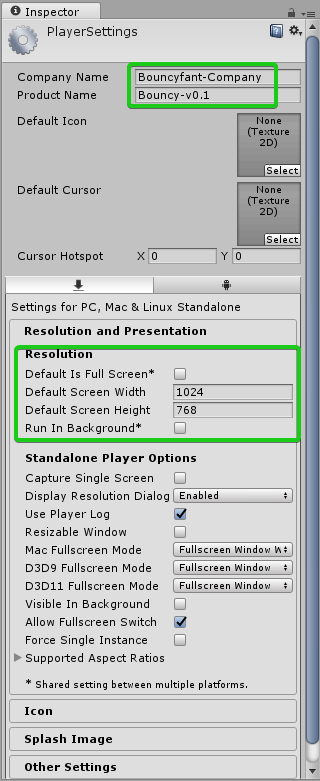 Inspector
PlayerSettings
Company Name Bouncyfant-Company
Product Name Bouncy-v0.1
Default Icon None
(Texture
2D)
Select
Default Cursor None
(Texture
2D)
Select
Cursor Hotspot X 0 Y 0
Settings for PC, Mac & Linux Standalone
Resolution and Presentation
Resolution
Default Is Full Screen*
Default Screen Width 1024
Default Screen Height 768
Run In Background*
Standalone Player Options
Capture Single Screen
Display Resolution Dialog Enabled
Use Player Log
Resizable Window
Mac Fullscreen Mode Fullscreen Window W
D3D9 Fullscreen Mode Fullscreen Window
D3D11 Fullscreen Mode Fullscreen Window
Visible In Background
Allow Fullscreen Switch
Force Single Instance
Supported Aspect Ratios
* Shared setting between multiple platforms.
Icon
Splash Image
Other Settings